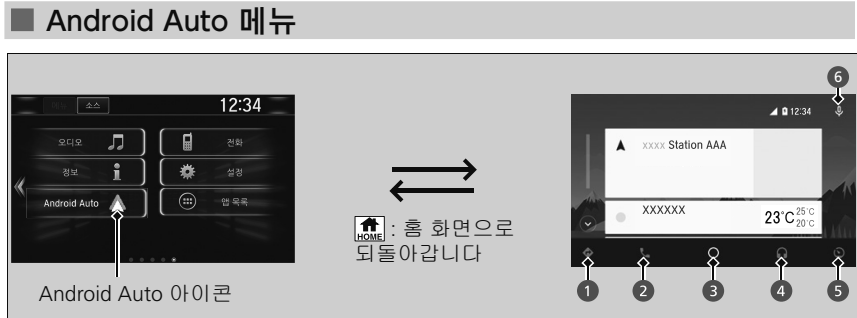 Android Auto 메뉴
소스
12:34
오디오
전화
정보
설정
Android Auto
앱 목록
Android Auto 아이콘
HOME : 홈 화면으로
되돌아갑니다
6
12:34
xxxx Station AAA
XXXXXX
23°C 25°C
20°C
1 2 3 4 5